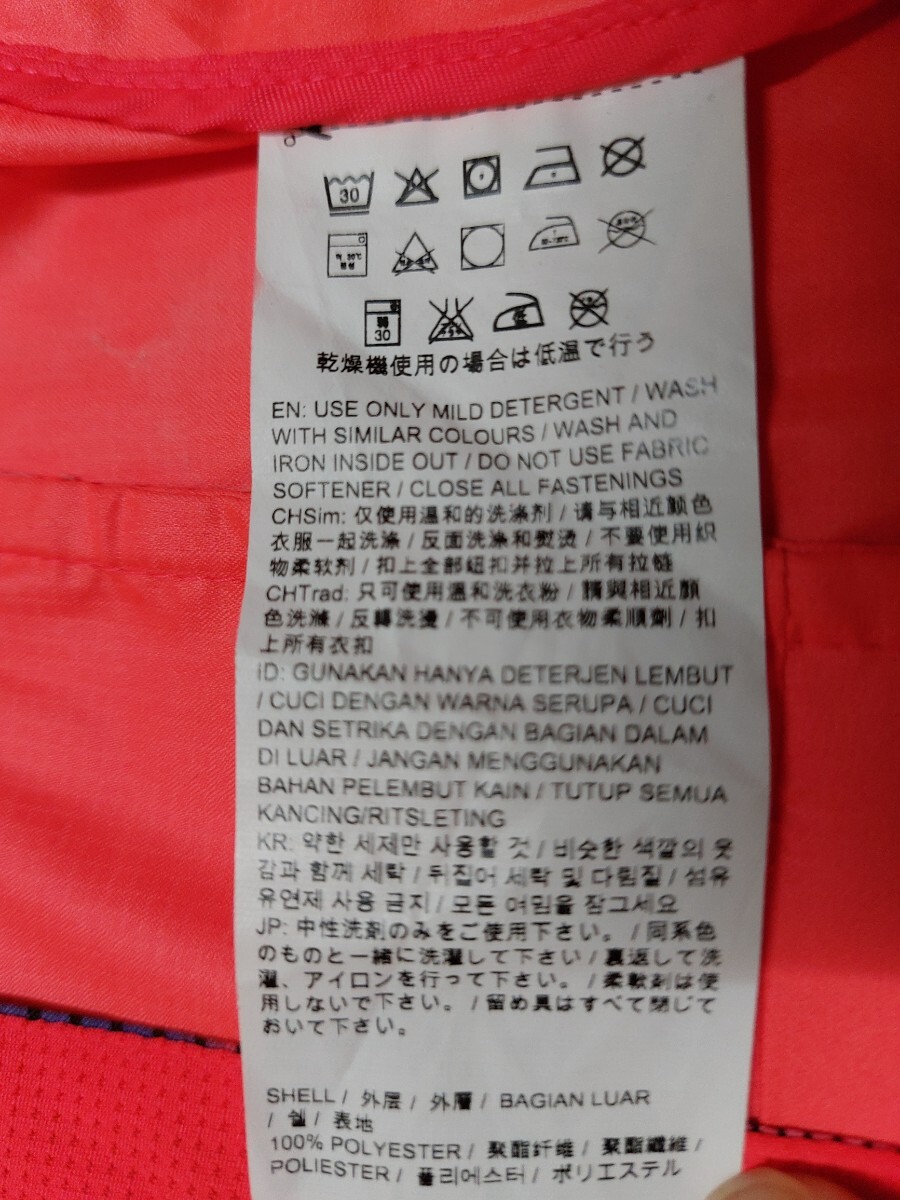 30
30
乾燥機使用の場合は低温で行う
EN: USE ONLY MILD DETERGENT / WASH
WITH SIMILAR COLOURS / WASH AND
IRON INSIDE OUT / DO NOT USE FABRIC
SOFTENER / CLOSE ALL FASTENINGS
CHSim: 仅使用温和的洗涤剂 / 请与相近颜色
衣服一起洗涤 / 反面洗涤和熨烫 / 不要使用织
物柔软剂 / 扣上全部纽扣并拉上所有拉链
CHTrad: 只可使用溫和洗衣粉 / 請與相近顏
色洗滌 / 反轉洗燙 / 不可使用衣物柔順劑 / 扣
上所有衣扣
ID: GUNAKAN HANYA DETERJEN LEMBUT
/ CUCI DENGAN WARNA SERUPA / CUCI
DAN SETRIKA DENGAN BAGIAN DALAM
DI LUAR / JANGAN MENGGUNAKAN
BAHAN PELEMBUT KAIN / TUTUP SEMUA
KANCING/RITSLETING
KR: 약한 세제만 사용할 것 / 비슷한 색깔의 옷
감과 함께 세탁 / 뒤집어 세탁 및 다림질 / 섬유
유연제 사용 금지 / 모든 여밈을 잠그세요
JP: 中性洗剤のみをご使用下さい。 / 同系色
のものと一緒に洗濯して下さい / 裏返して洗
濯、アイロンを行って下さい。 / 柔軟剤は使
用しないで下さい。 / 留め具はすべて閉じて
おいて下さい。
SHELL / 外层 / 外層 / BAGIAN LUAR
/ 쉘 / 表地
100% POLYESTER / 聚酯纤维 / 聚酯纖維 /
POLIESTER / 폴리에스터 / ポリエステル